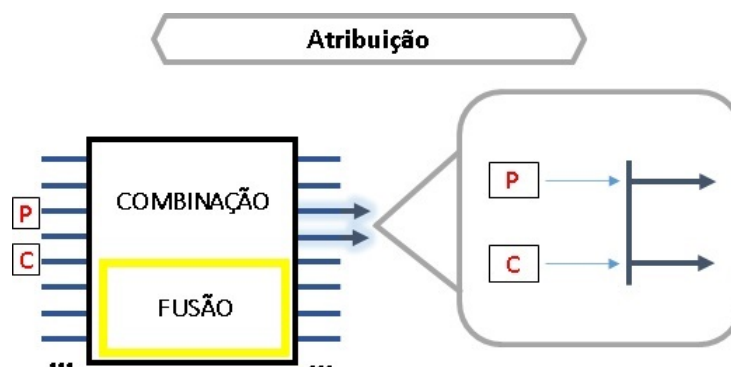 Atribuição
COMBINAÇÃO
P
C
FUSÃO
...
...
P
C